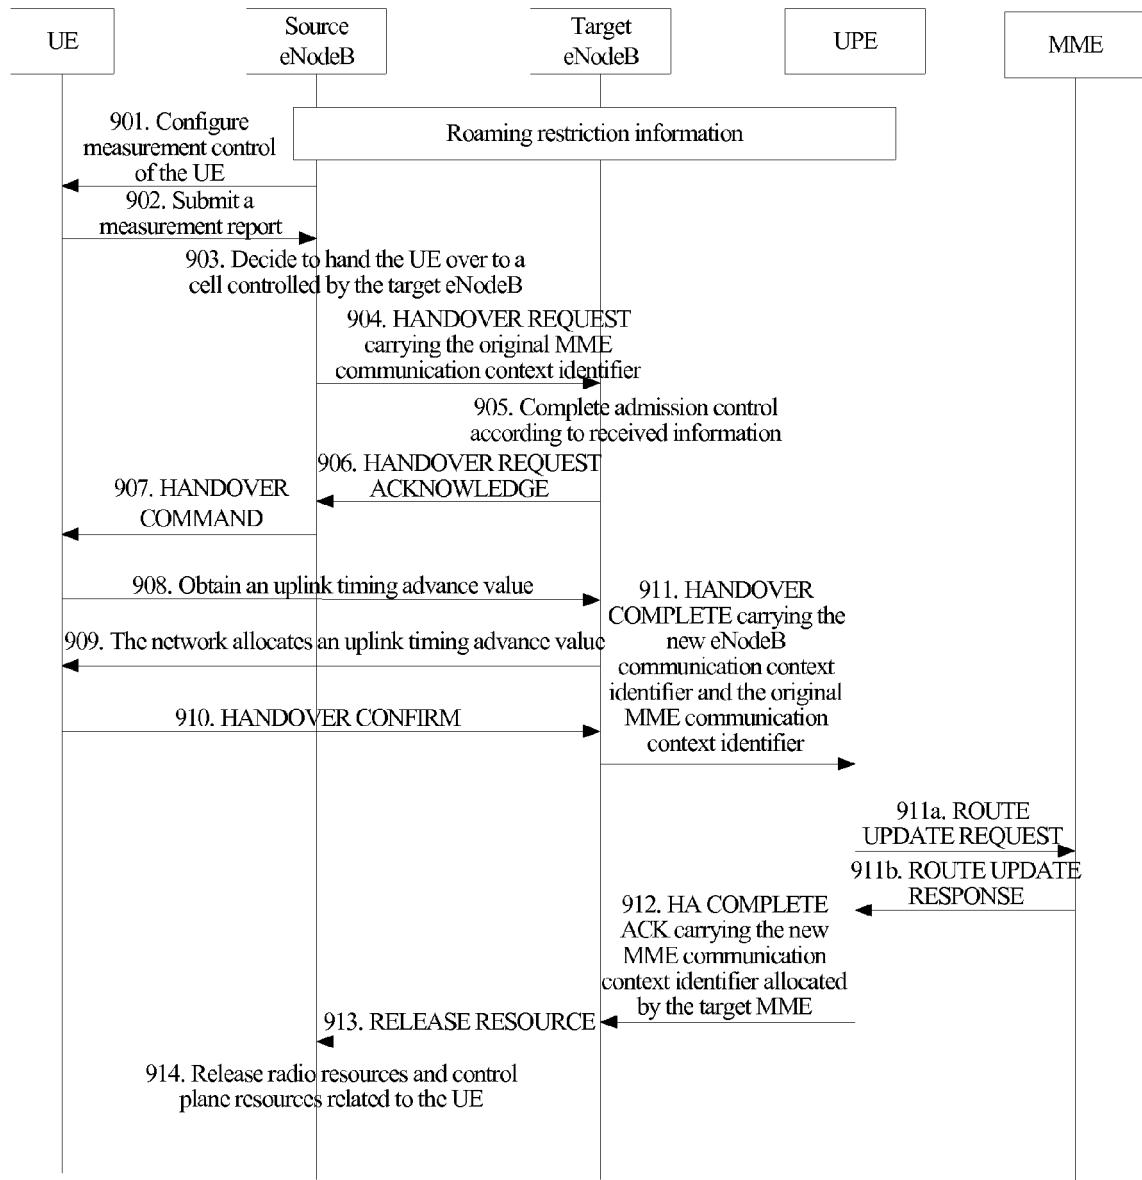 UE
Source
eNodeB
Target
eNodeB
UPE
MME
Roaming restriction information
901. Configure
measurement control
of the UE
902. Submit a
measurement report
903. Decide to hand the UE over to a
cell controlled by the target eNodeB
904. HANDOVER REQUEST
carrying the original MME
communication context identifier
905. Complete admission control
according to received information
906. HANDOVER REQUEST
ACKNOWLEDGE
907. HANDOVER
COMMAND
908. Obtain an uplink timing advance value
909. The network allocates an uplink timing advance value
910. HANDOVER CONFIRM
911. HANDOVER
COMPLETE carrying the
new eNodeB
communication context
identifier and the original
MME communication
context identifier
911a. ROUTE
UPDATE REQUEST
911b. ROUTE UPDATE
RESPONSE
912. HA COMPLETE
ACK carrying the new
MME communication
context identifier allocated
by the target MME
913. RELEASE RESOURCE
914. Release radio resources and control
plane resources related to the UE